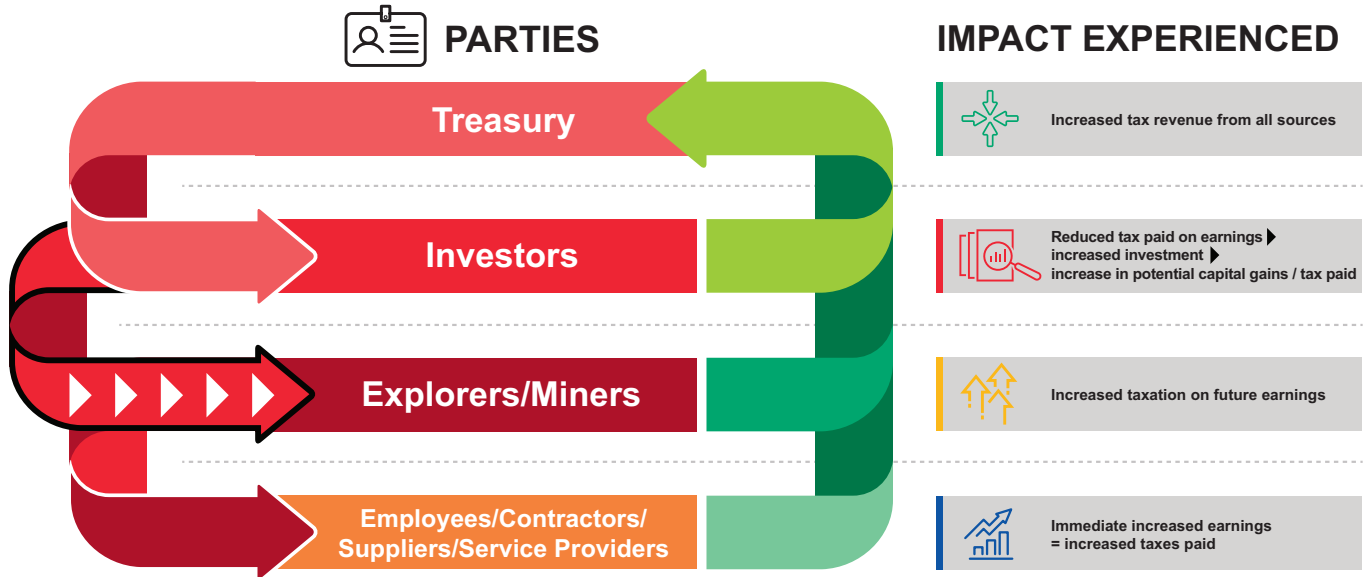 PARTIES
IMPACT EXPERIENCED
Treasury
Increased tax revenue from all sources
Investors
Reduced tax paid on earnings
increased investment
increase in potential capital gains / tax paid
Explorers/Miners
Increased taxation on future earnings
Employees/Contractors/
Suppliers/Service Providers
Immediate increased earnings
= increased taxes paid